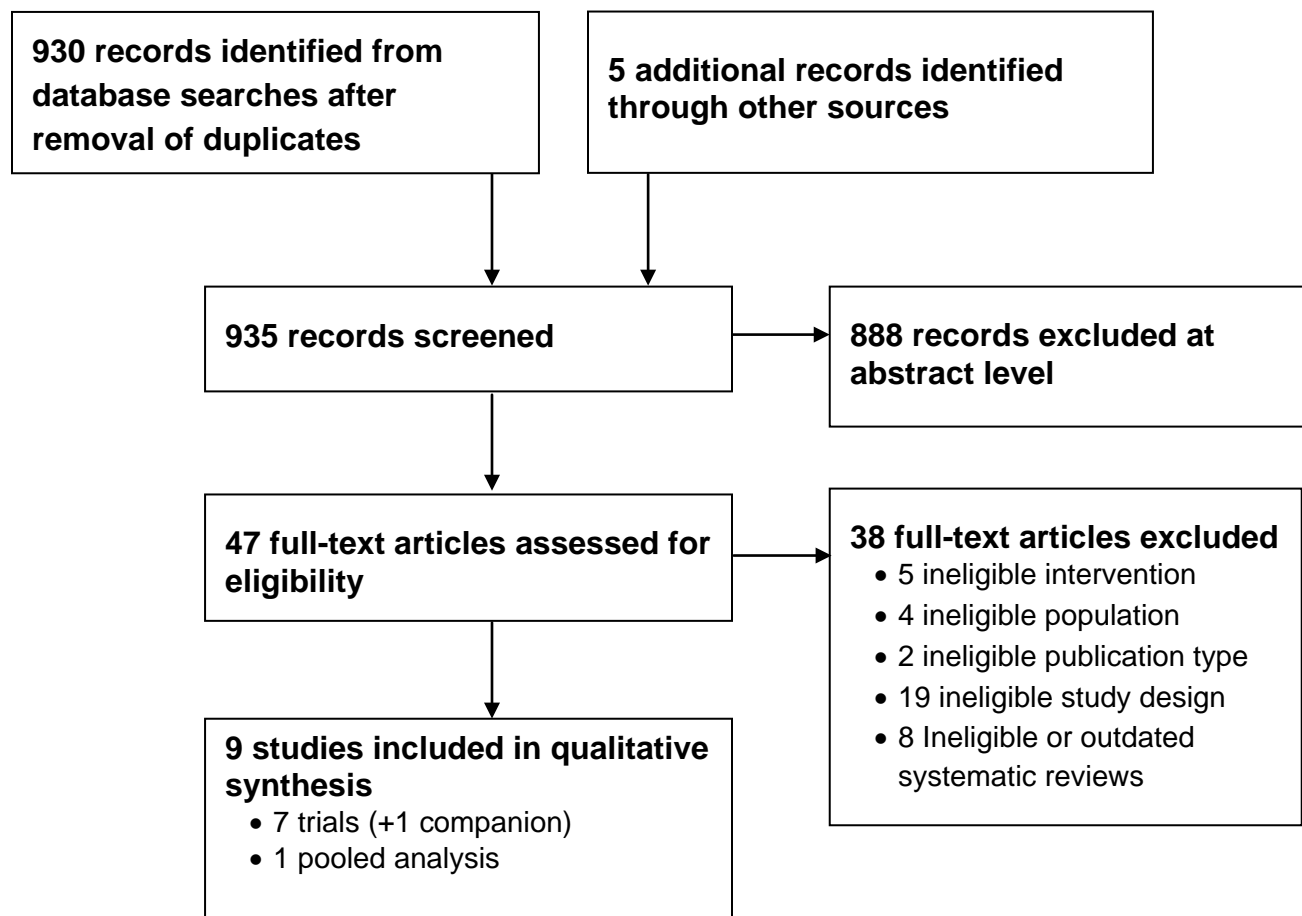 930 records identified from
database searches after
removal of duplicates
5 additional records identified
through other sources
935 records screened
888 records excluded at
abstract level
47 full-text articles assessed for
eligibility
38 full-text articles excluded
• 5 ineligible intervention
• 4 ineligible population
• 2 ineligible publication type
• 19 ineligible study design
• 8 Ineligible or outdated
systematic reviews
9 studies included in qualitative
synthesis
• 7 trials (+1 companion)
• 1 pooled analysis